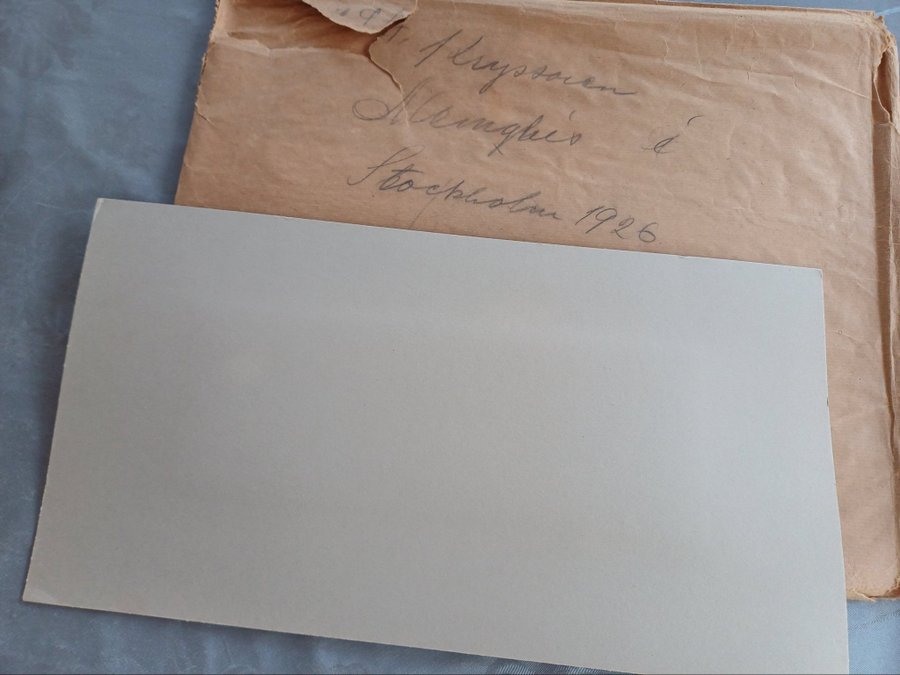 Kryssaren
Memphis i
Stockholm 1926